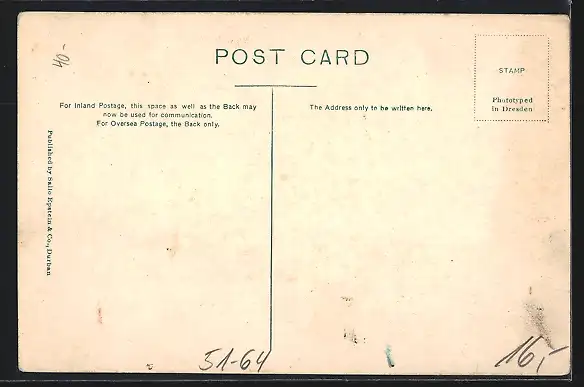 40,-
POST CARD
STAMP
Phototyped
in Dresden
For Inland Postage, this space as well as the Back may
now be used for communication.
For Oversea Postage, the Back only.
The Address only to be written here.
Published by Sallo Epstein & Co., Durban
51-64
16,-